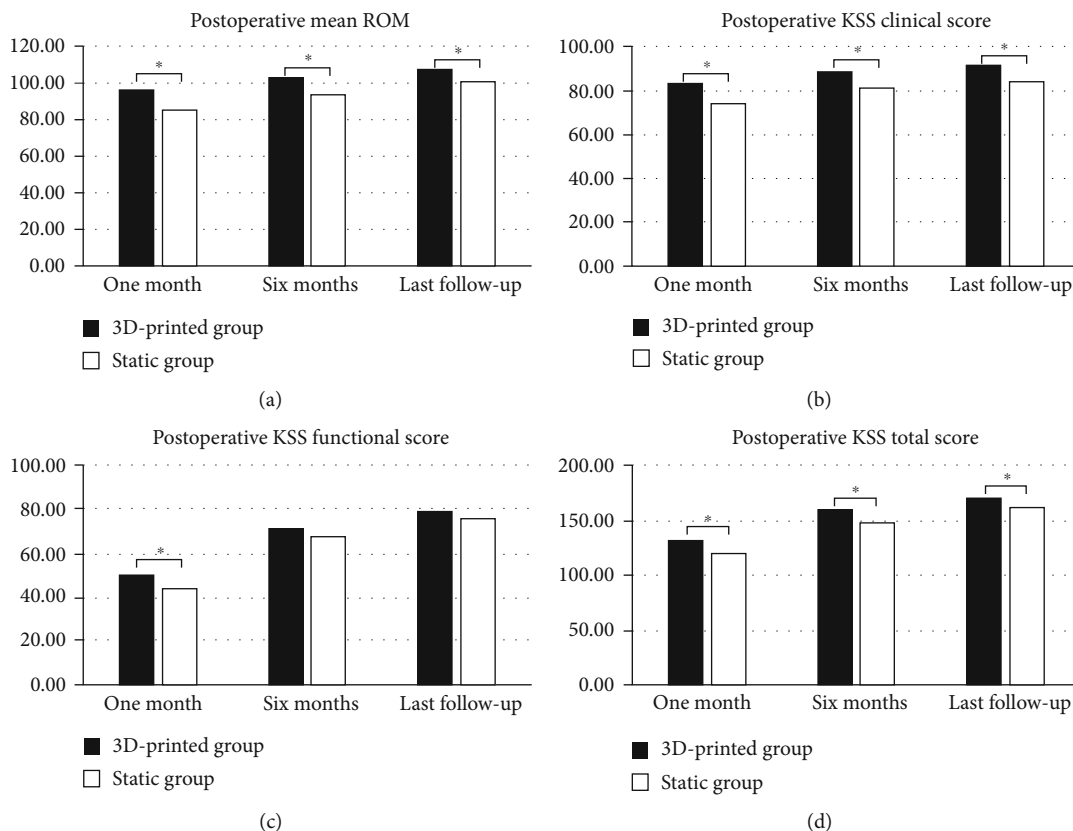 Postoperative mean ROM
120.00
100.00
80.00
60.00
40.00
20.00
0.00
*
*
*
One month
Six months
Last follow-up
3D-printed group
Static group
(a)
Postoperative KSS clinical score
100.00
80.00
60.00
40.00
20.00
0.00
*
*
*
One month
Six months
Last follow-up
3D-printed group
Static group
(b)
Postoperative KSS functional score
100.00
80.00
60.00
40.00
20.00
0.00
*
One month
Six months
Last follow-up
3D-printed group
Static group
(c)
Postoperative KSS total score
200.00
150.00
100.00
50.00
0.00
*
*
*
One month
Six months
Last follow-up
3D-printed group
Static group
(d)